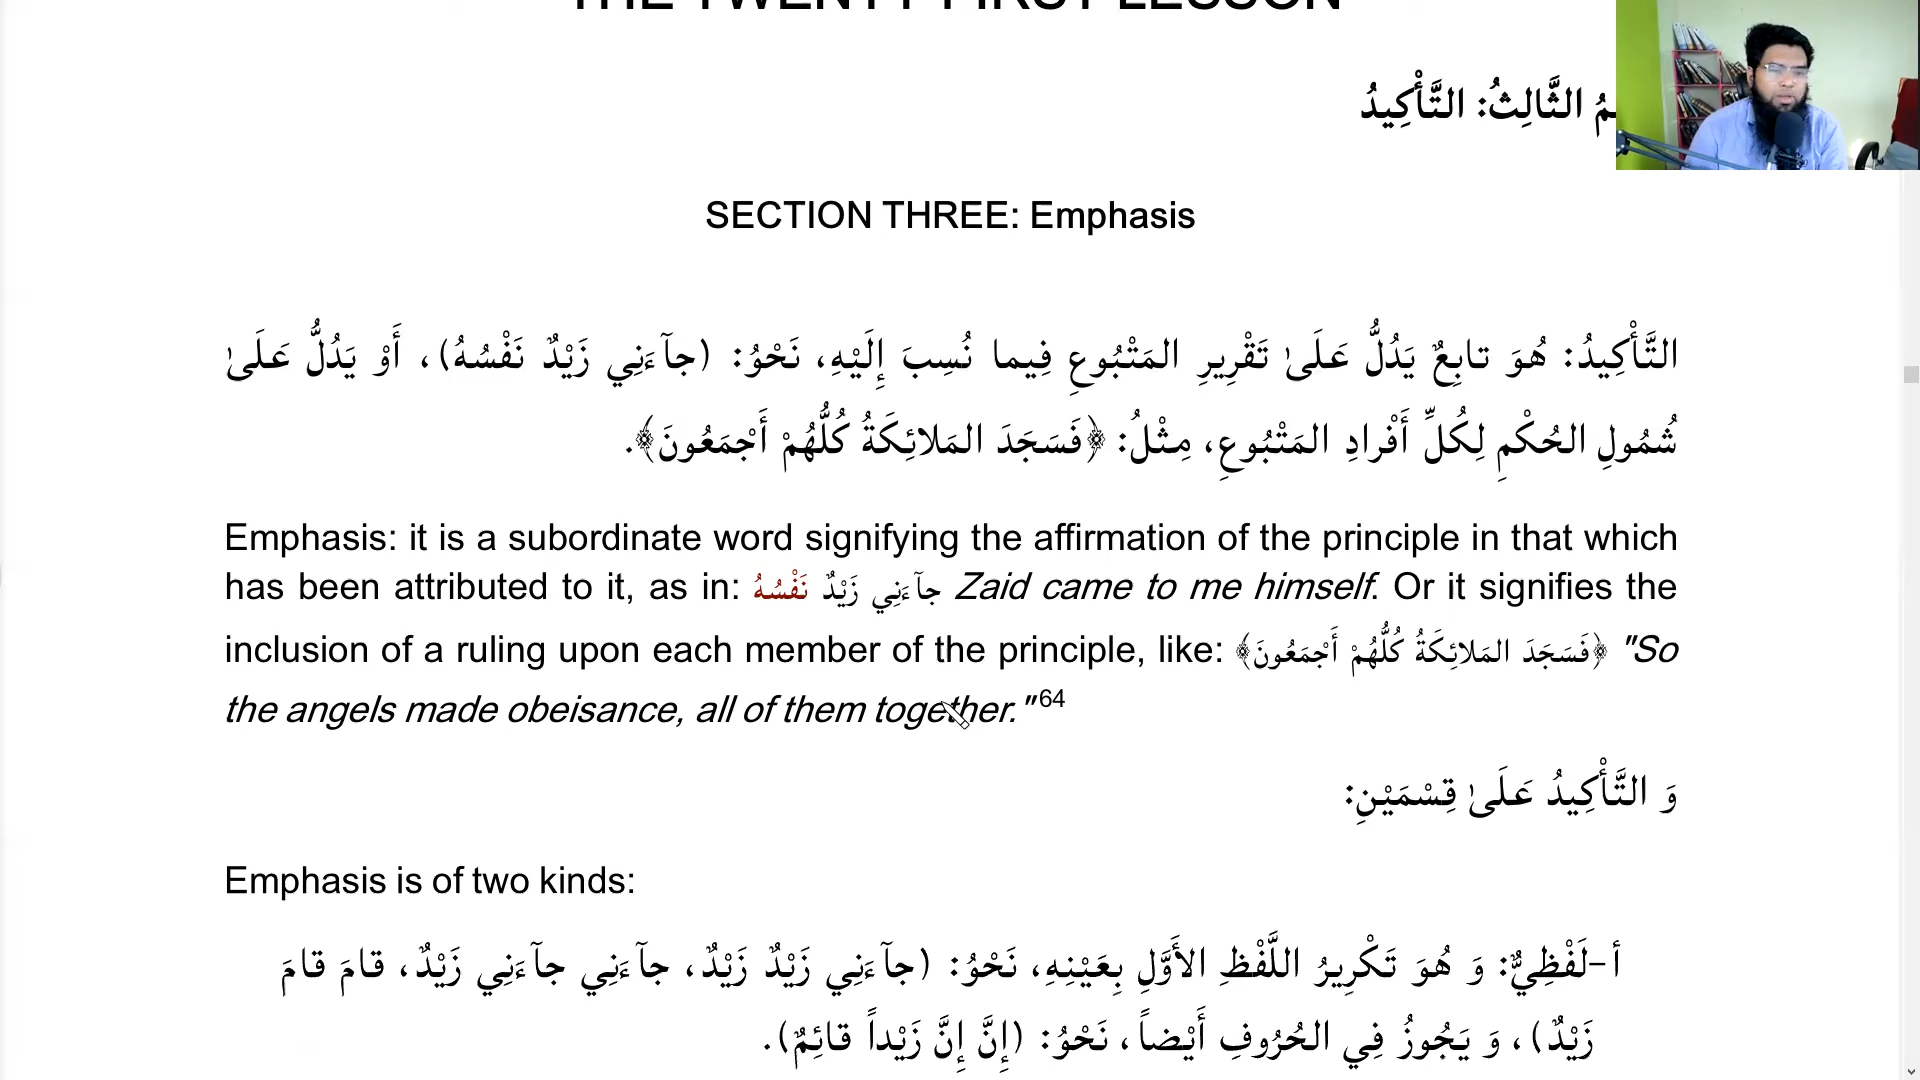 THE TWENTY FIRST LESSON
الثَّالِثُ: التَّأْكِيدُ
SECTION THREE: Emphasis
التَّأْكِيدُ: هُوَ تابِعٌ يَدُلُّ عَلَىٰ تَقْرِيرِ المَتْبُوعِ فِيما نُسِبَ إِلَيْهِ، نَحْوُ: (جآءَنِي زَيْدٌ نَفْسُهُ)، أَوْ يَدُلُّ عَلَىٰ
شُمُولِ الحُكْمِ لِكُلِّ أَفْرادِ المَتْبُوعِ، مِثْلُ: ﴿فَسَجَدَ المَلائِكَةُ كُلُّهُمْ أَجْمَعُونَ﴾.
Emphasis: it is a subordinate word signifying the affirmation of the principle in that which
has been attributed to it, as in: جآءَنِي زَيْدٌ نَفْسُهُ Zaid came to me himself. Or it signifies the
inclusion of a ruling upon each member of the principle, like: ﴿فَسَجَدَ المَلائِكَةُ كُلُّهُمْ أَجْمَعُونَ﴾ "So
the angels made obeisance, all of them together."64
وَ التَّأْكِيدُ عَلَىٰ قِسْمَيْنِ:
Emphasis is of two kinds:
أ-لَفْظِيٌّ: وَ هُوَ تَكْرِيرُ اللَّفْظِ الأَوَّلِ بِعَيْنِهِ، نَحْوُ: (جآءَنِي زَيْدٌ زَيْدٌ، جآءَنِي جآءَنِي زَيْدٌ، قامَ قامَ
زَيْدٌ)، وَ يَجُوزُ فِي الحُرُوفِ أَيْضاً، نَحْوُ: (إِنَّ إِنَّ زَيْداً قائِمٌ).